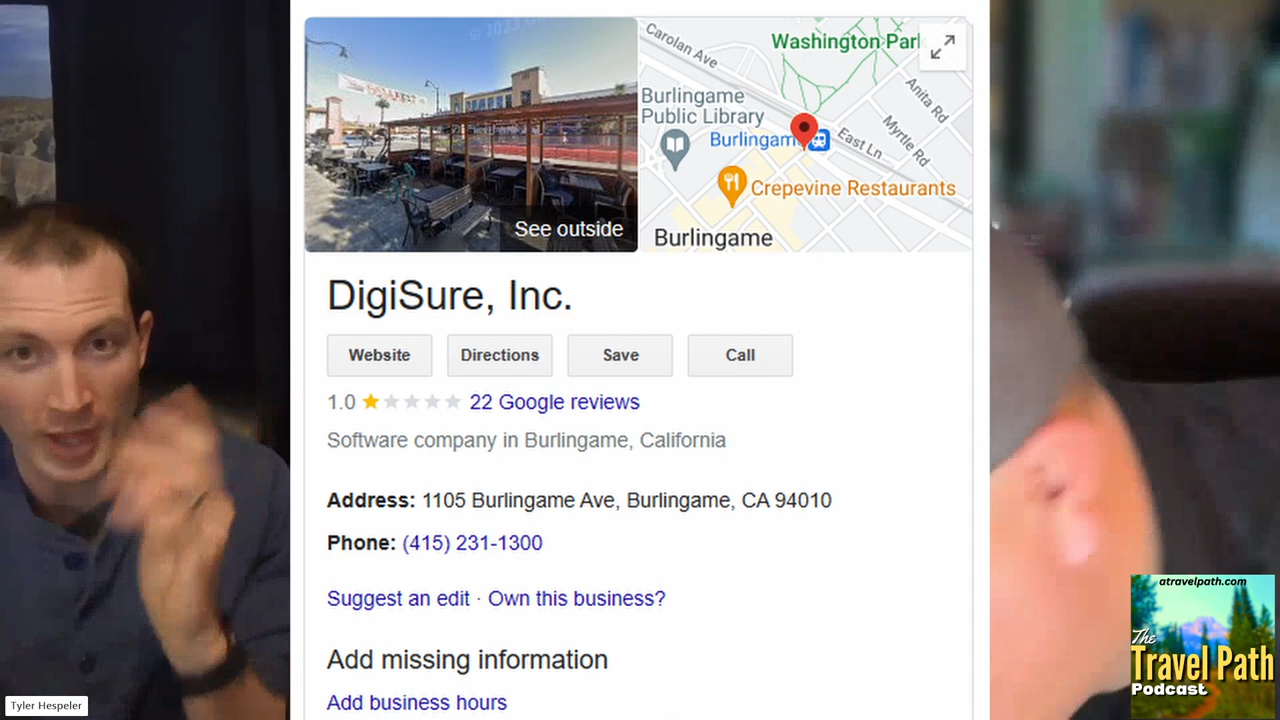 Carolan Ave
Washington Park
Burlingame
Public Library
Anita Rd
Myrtle Rd
Burlingam
East Ln
Crepevine Restaurants
See outside
Burlingame
DigiSure, Inc.
Website
Directions
Save
Call
1.0
22 Google reviews
Software company in Burlingame, California
Address: 1105 Burlingame Ave, Burlingame, CA 94010
Phone: (415) 231-1300
Suggest an edit · Own this business?
Add missing information
Add business hours
Tyler Hespeler
atravelpath.com
The
Travel Path
Podcast